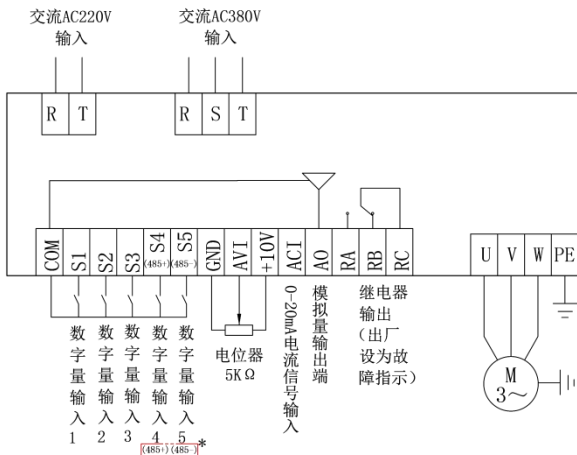 交流AC220V
输入
交流AC380V
输入
R T
R S T
COM S1 S2 S3 S4 S5 GND AVI +10V ACI AO RA RB RC
(485+) (485-)
U V W PE
数字量输入1
数字量输入2
数字量输入3
数字量输入4
数字量输入5
*
(485+) (485-)
电位器
5KΩ
0-20mA电流信号输入
模拟量输出端
继电器
输出
(出厂
设为故
障指示)
M
3~